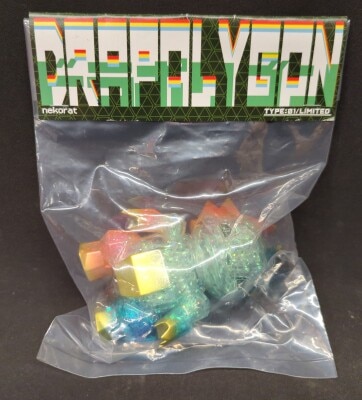 DRAPOLYGON
nekorat
TYPE:01/LIMITED